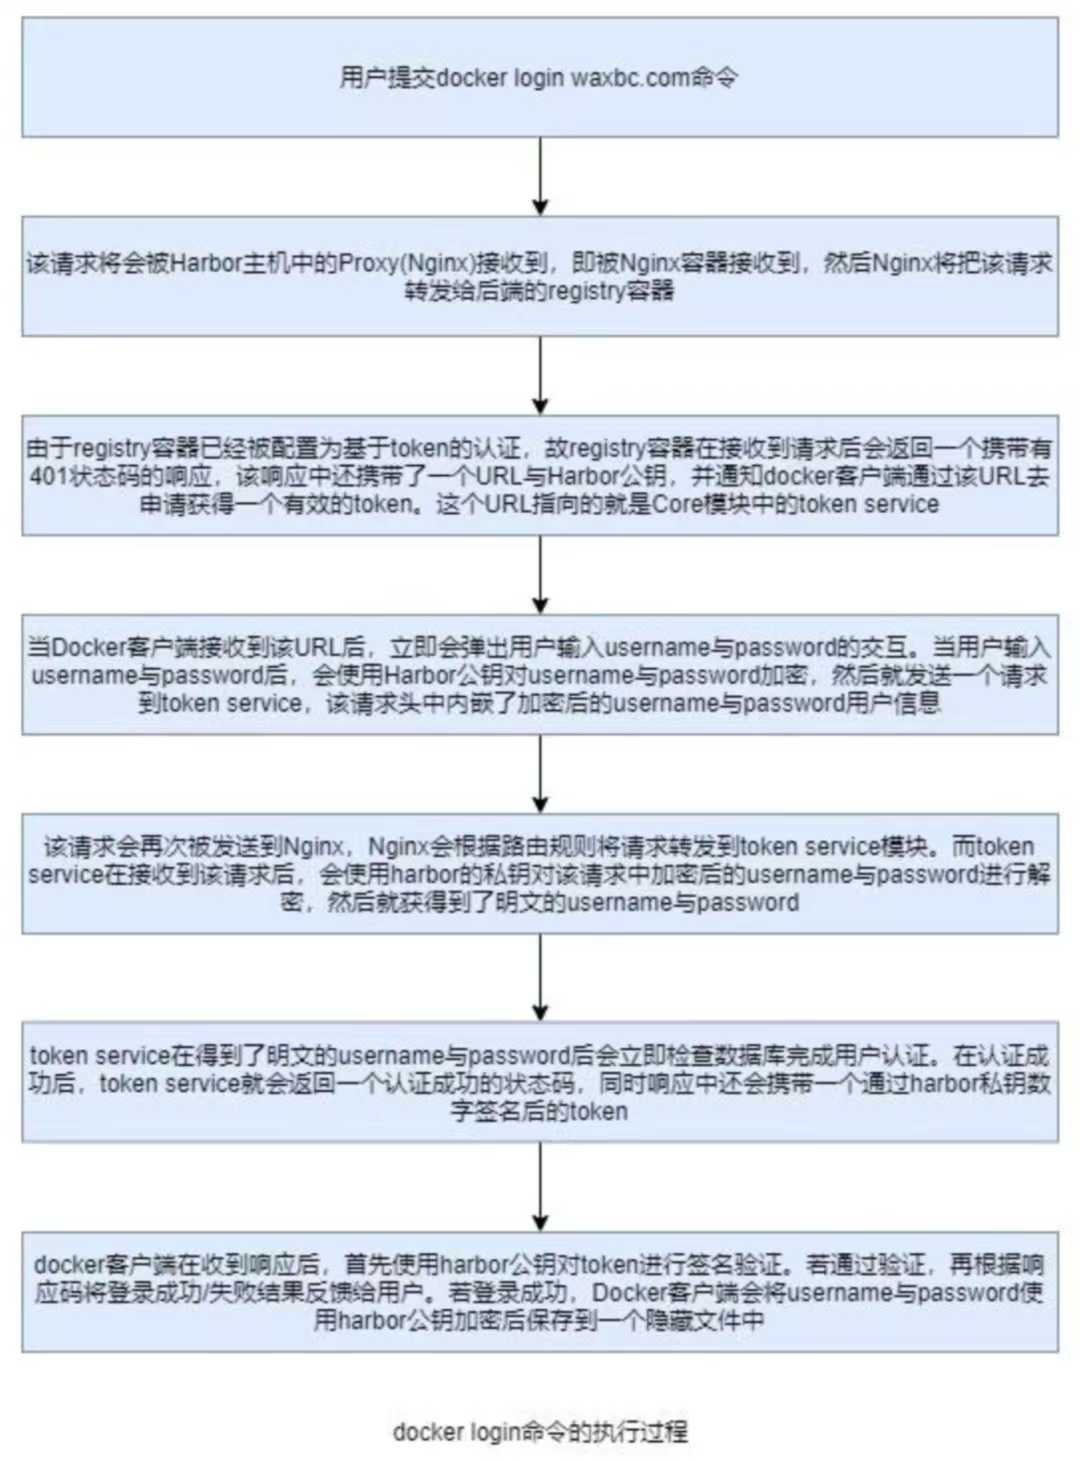 用户提交docker login waxbc.com命令
该请求将会被Harbor主机中的Proxy(Nginx)接收到，即被Nginx容器接收到，然后Nginx将把该请求
转发给后端的registry容器
由于registry容器已经被配置为基于token的认证，故registry容器在接收到请求后会返回一个携带有
401状态码的响应，该响应中还携带了一个URL与Harbor公钥，并通知docker客户端通过该URL去
申请获得一个有效的token。这个URL指向的就是Core模块中的token service
当Docker客户端接收到该URL后，立即会弹出用户输入username与password的交互。当用户输入
username与password后，会使用Harbor公钥对username与password加密，然后就发送一个请求
到token service，该请求头中内嵌了加密后的username与password用户信息
该请求会再次被发送到Nginx，Nginx会根据路由规则将请求转发到token service模块。而token
service在接收到该请求后，会使用harbor的私钥对该请求中加密后的username与password进行解
密，然后就获得到了明文的username与password
token service在得到了明文的username与password后会立即检查数据库完成用户认证。在认证成
功后，token service就会返回一个认证成功的状态码，同时响应中还会携带一个通过harbor私钥数
字签名后的token
docker客户端在收到响应后，首先使用harbor公钥对token进行签名验证。若通过验证，再根据响
应码将登录成功/失败结果反馈给用户。若登录成功，Docker客户端会将username与password使
用harbor公钥加密后保存到一个隐藏文件中
docker login命令的执行过程